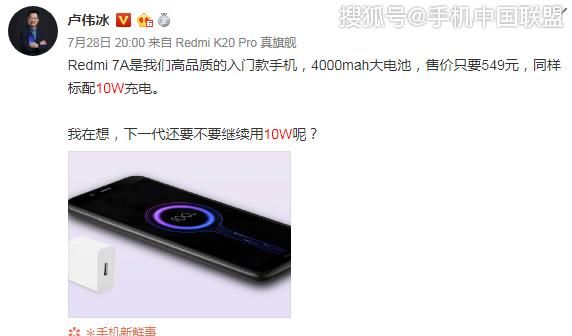 搜狐号@手机中国联盟
卢伟冰
7月28日 20:00 来自 Redmi K20 Pro 真旗舰
Redmi 7A是我们高品质的入门款手机，4000mah大电池，售价只要549元，同样
标配10W充电。
我在想，下一代还要不要继续用10W呢？
100
※手机新鲜事